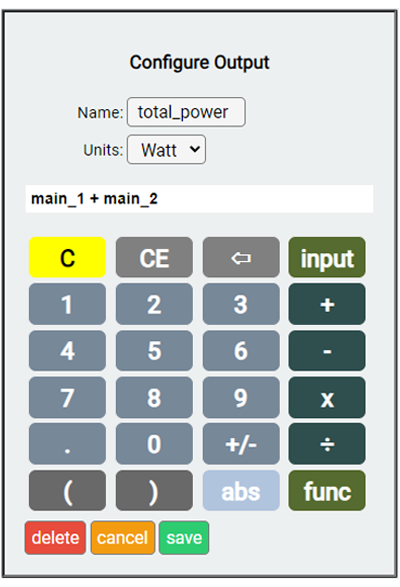 Configure Output
Name: total_power
Units: Watt
main_1 + main_2
C CE ⇦ input
1 2 3 +
4 5 6 -
7 8 9 x
. 0 +/- ÷
( ) abs func
delete cancel save